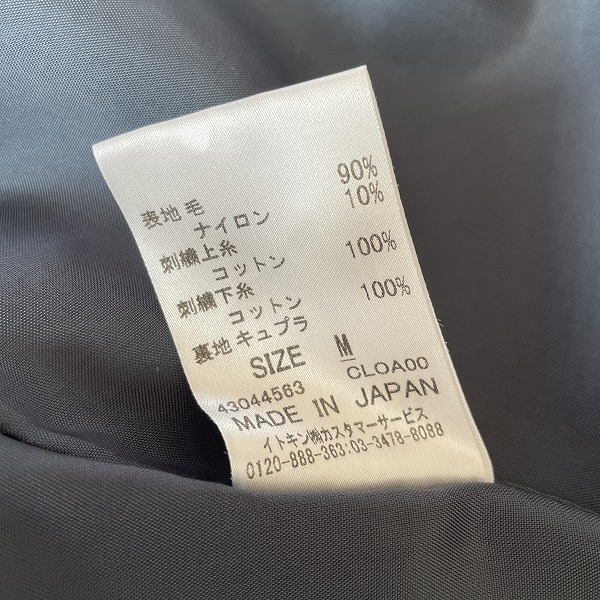 表地 毛 90%
ナイロン 10%
刺繍上糸
コットン 100%
刺繍下糸
コットン 100%
裏地 キュプラ
SIZE M
43044563 CLOA00
MADE IN JAPAN
イトキン㈱カスタマーサービス
0120-888-363:03-3478-8088